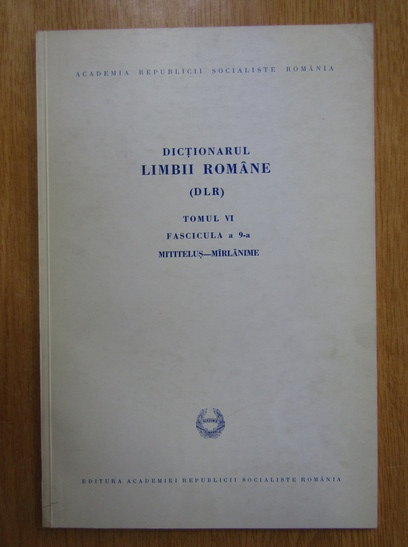 ACADEMIA REPUBLICII SOCIALISTE ROMÂNIA
DICȚIONARUL
LIMBII ROMÂNE
(DLR)
TOMUL VI
FASCICULA a 9-a
MITITELUȘ—MÎRLĂNIME
EDITURA ACADEMIEI REPUBLICII SOCIALISTE ROMÂNIA